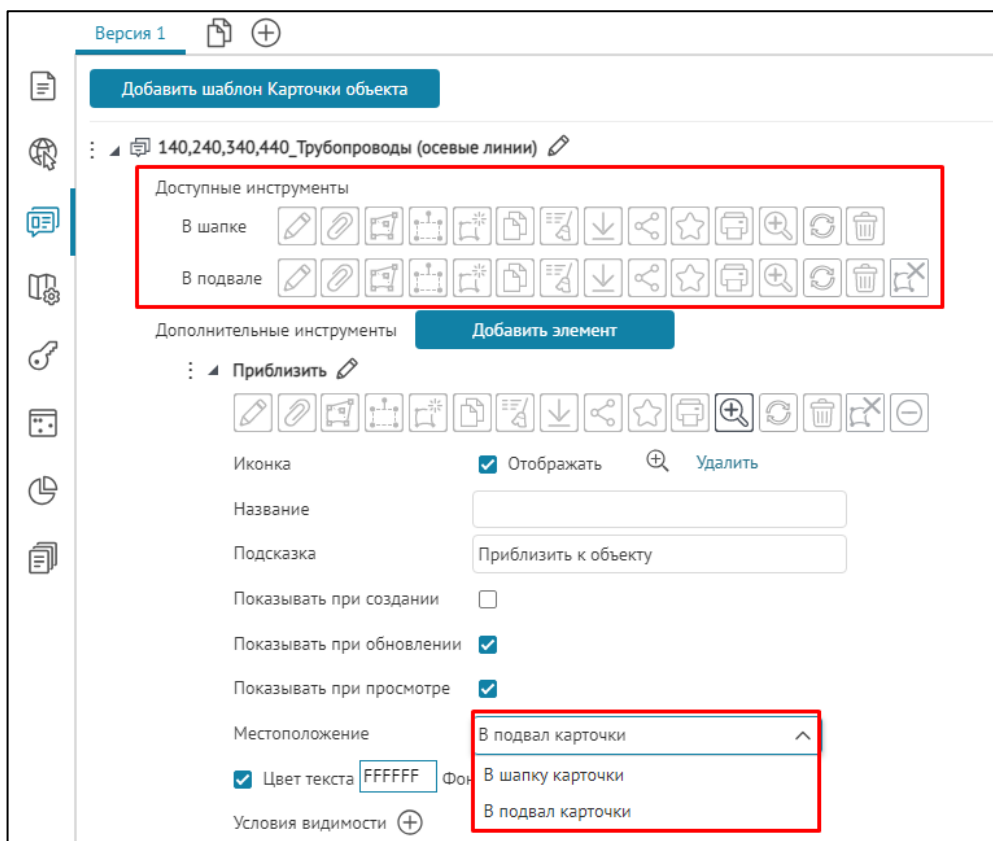 Версия 1
Добавить шаблон Карточки объекта
140,240,340,440_Трубопроводы (осевые линии)
Доступные инструменты
В шапке
В подвале
Дополнительные инструменты Добавить элемент
Приблизить
Иконка Отображать Удалить
Название
Подсказка Приблизить к объекту
Показывать при создании
Показывать при обновлении
Показывать при просмотре
Местоположение В подвал карточки
Цвет текста FFFFFF В шапку карточки
В подвал карточки
Условия видимости